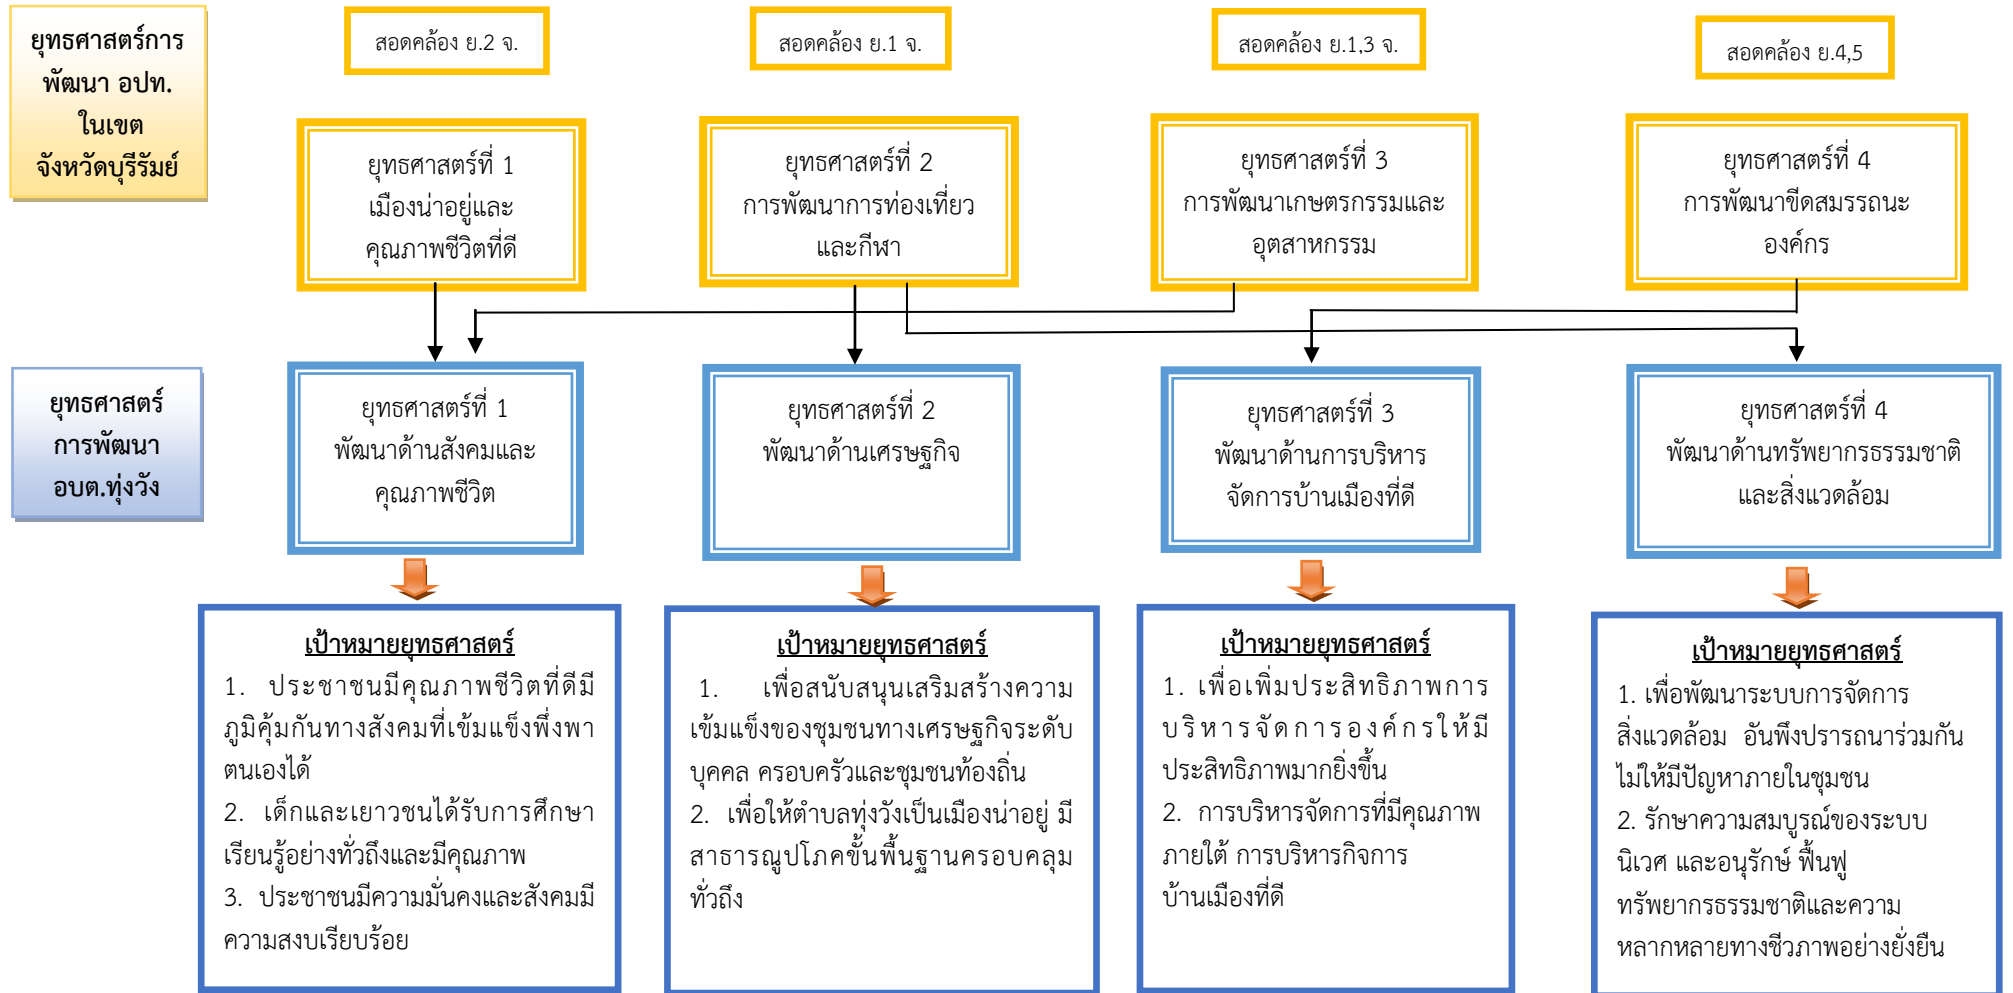 ยุทธศาสตร์การ
พัฒนา อปท.
ในเขต
จังหวัดบุรีรัมย์
สอดคล้อง ย.2 จ.
สอดคล้อง ย.1 จ.
สอดคล้อง ย.1,3 จ.
สอดคล้อง ย.4,5
ยุทธศาสตร์ที่ 1
เมืองน่าอยู่และ
คุณภาพชีวิตที่ดี
ยุทธศาสตร์ที่ 2
การพัฒนาการท่องเที่ยว
และกีฬา
ยุทธศาสตร์ที่ 3
การพัฒนาเกษตรกรรมและ
อุตสาหกรรม
ยุทธศาสตร์ที่ 4
การพัฒนาขีดสมรรถนะ
องค์กร
ยุทธศาสตร์
การพัฒนา
อบต.ทุ่งวัง
ยุทธศาสตร์ที่ 1
พัฒนาด้านสังคมและ
คุณภาพชีวิต
ยุทธศาสตร์ที่ 2
พัฒนาด้านเศรษฐกิจ
ยุทธศาสตร์ที่ 3
พัฒนาด้านการบริหาร
จัดการบ้านเมืองที่ดี
ยุทธศาสตร์ที่ 4
พัฒนาด้านทรัพยากรธรรมชาติ
และสิ่งแวดล้อม
เป้าหมายยุทธศาสตร์
1. ประชาชนมีคุณภาพชีวิตที่ดีมี
ภูมิคุ้มกันทางสังคมที่เข้มแข็งพึ่งพา
ตนเองได้
2. เด็กและเยาวชนได้รับการศึกษา
เรียนรู้อย่างทั่วถึงและมีคุณภาพ
3. ประชาชนมีความมั่นคงและสังคมมี
ความสงบเรียบร้อย
เป้าหมายยุทธศาสตร์
1. เพื่อสนับสนุนเสริมสร้างความ
เข้มแข็งของชุมชนทางเศรษฐกิจระดับ
บุคคล ครอบครัวและชุมชนท้องถิ่น
2. เพื่อให้ตำบลทุ่งวังเป็นเมืองน่าอยู่ มี
สาธารณูปโภคขั้นพื้นฐานครอบคลุม
ทั่วถึง
เป้าหมายยุทธศาสตร์
1. เพื่อเพิ่มประสิทธิภาพการ
บริหารจัดการองค์กรให้มี
ประสิทธิภาพมากยิ่งขึ้น
2. การบริหารจัดการที่มีคุณภาพ
ภายใต้ การบริหารกิจการ
บ้านเมืองที่ดี
เป้าหมายยุทธศาสตร์
1. เพื่อพัฒนาระบบการจัดการ
สิ่งแวดล้อม อันพึงปรารถนาร่วมกัน
ไม่ให้มีปัญหาภายในชุมชน
2. รักษาความสมบูรณ์ของระบบ
นิเวศ และอนุรักษ์ ฟื้นฟู
ทรัพยากรธรรมชาติและความ
หลากหลายทางชีวภาพอย่างยั่งยืน